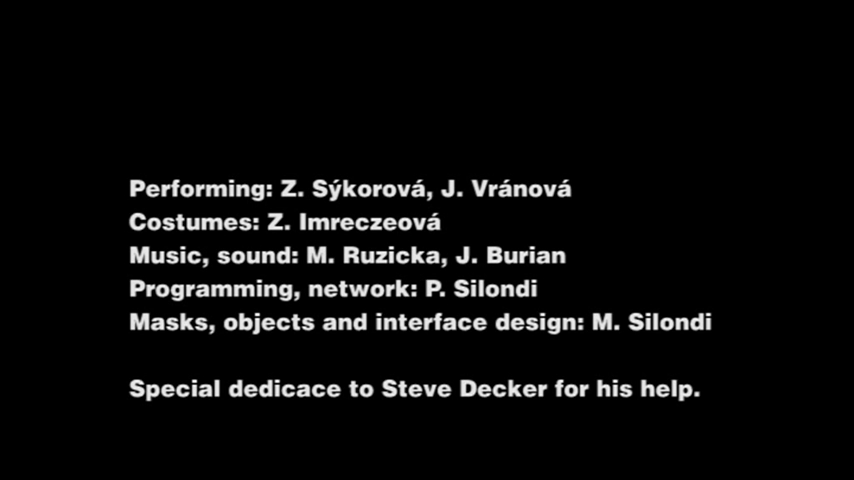 Performing: Z. Sýkorová, J. Vránová
Costumes: Z. Imreczeová
Music, sound: M. Ruzicka, J. Burian
Programming, network: P. Silondi
Masks, objects and interface design: M. Silondi
Special dedicace to Steve Decker for his help.